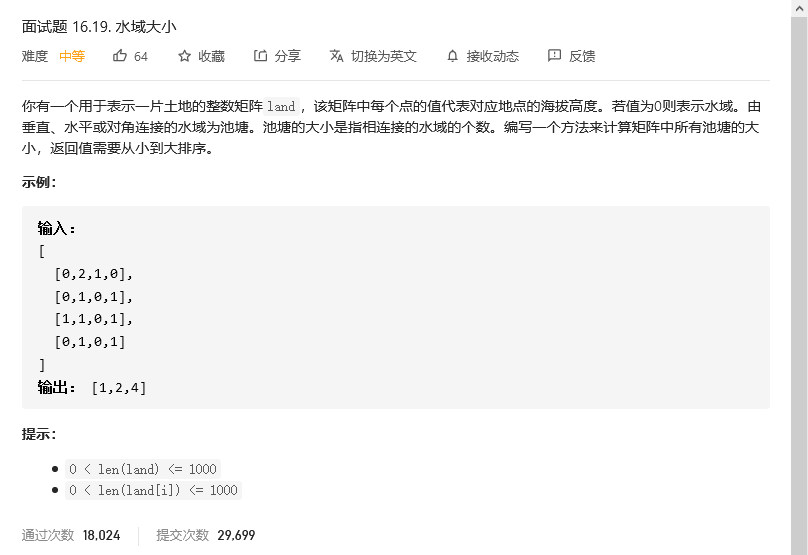 面试题 16.19. 水域大小
难度 中等 64 收藏 分享 切换为英文 接收动态 反馈
你有一个用于表示一片土地的整数矩阵land，该矩阵中每个点的值代表对应地点的海拔高度。若值为0则表示水域。由
垂直、水平或对角连接的水域为池塘。池塘的大小是指相连接的水域的个数。编写一个方法来计算矩阵中所有池塘的大
小，返回值需要从小到大排序。
示例：
输入：
[
[0,2,1,0],
[0,1,0,1],
[1,1,0,1],
[0,1,0,1]
]
输出： [1,2,4]
提示：
0 < len(land) <= 1000
0 < len(land[i]) <= 1000
通过次数 18,024 提交次数 29,699